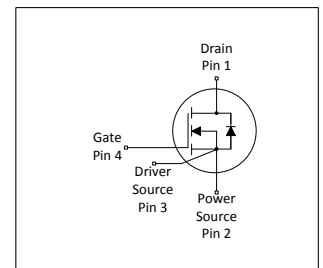 Drain
Pin 1
Gate
Pin 4
Driver
Source
Pin 3
Power
Source
Pin 2